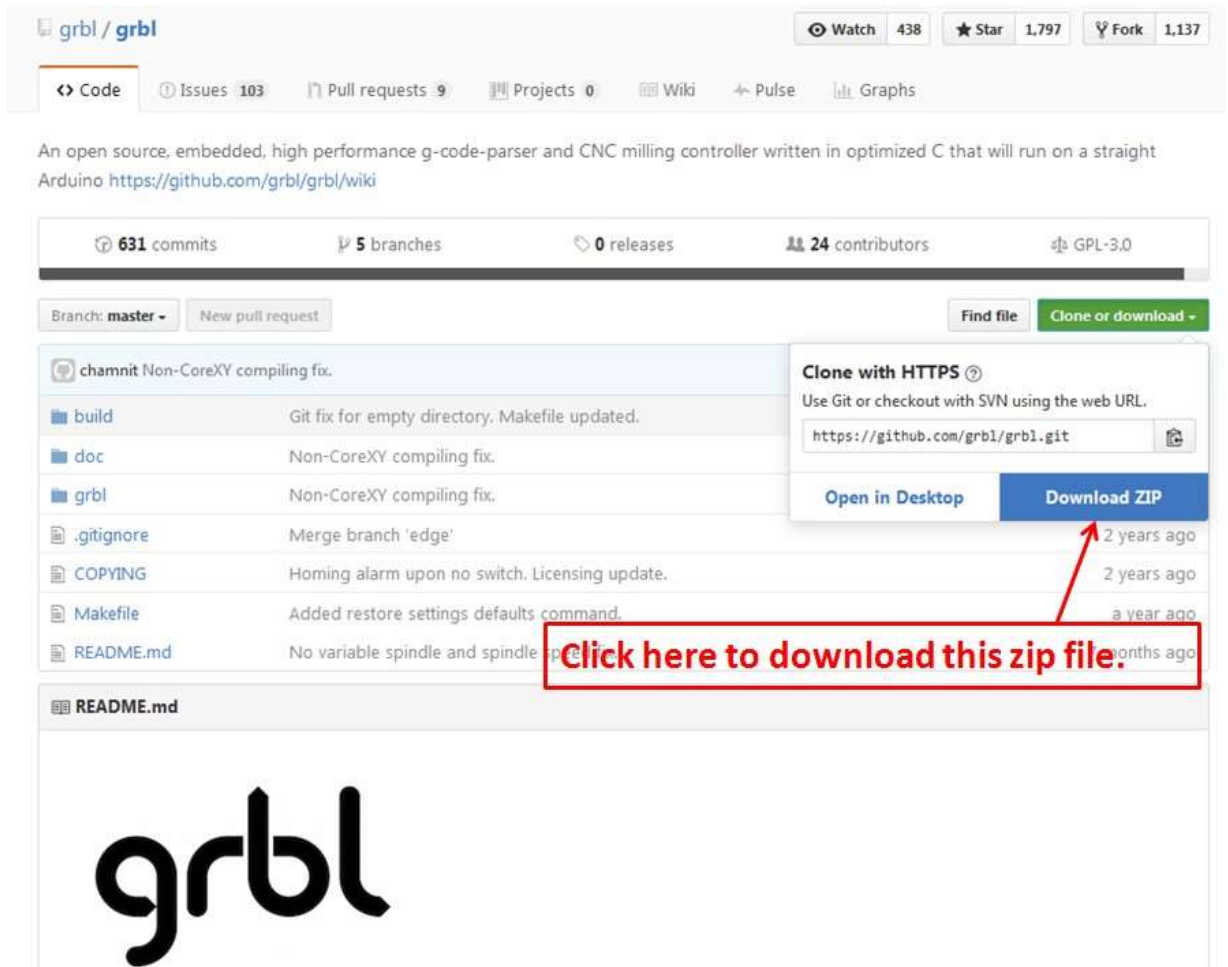 grbl / grbl
Watch 438
Star 1,797
Fork 1,137
Code
Issues 103
Pull requests 9
Projects 0
Wiki
Pulse
Graphs
An open source, embedded, high performance g-code-parser and CNC milling controller written in optimized C that will run on a straight
Arduino https://github.com/grbl/grbl/wiki
631 commits
5 branches
0 releases
24 contributors
GPL-3.0
Branch: master
New pull request
Find file
Clone or download
chamnit Non-CoreXY compiling fix.
Clone with HTTPS
Use Git or checkout with SVN using the web URL.
https://github.com/grbl/grbl.git
Open in Desktop
Download ZIP
build Git fix for empty directory. Makefile updated.
doc Non-CoreXY compiling fix.
grbl Non-CoreXY compiling fix.
.gitignore Merge branch 'edge' 2 years ago
COPYING Homing alarm upon no switch. Licensing update. 2 years ago
Makefile Added restore settings defaults command. a year ago
README.md No variable spindle and spindle months ago
Click here to download this zip file.
README.md
grbl